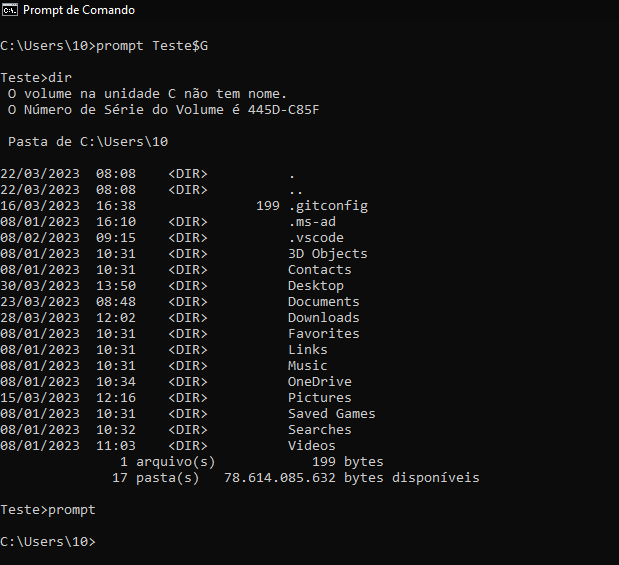 Prompt de Comando
C:\Users\10>prompt Teste$G
Teste>dir
O volume na unidade C não tem nome.
O Número de Série do Volume é 445D-C85F
Pasta de C:\Users\10
22/03/2023  08:08    <DIR>          .
22/03/2023  08:08    <DIR>          ..
16/03/2023  16:38               199 .gitconfig
08/01/2023  16:10    <DIR>          .ms-ad
08/02/2023  09:15    <DIR>          .vscode
08/01/2023  10:31    <DIR>          3D Objects
08/01/2023  10:31    <DIR>          Contacts
30/03/2023  13:50    <DIR>          Desktop
23/03/2023  08:48    <DIR>          Documents
28/03/2023  12:02    <DIR>          Downloads
08/01/2023  10:31    <DIR>          Favorites
08/01/2023  10:31    <DIR>          Links
08/01/2023  10:31    <DIR>          Music
08/01/2023  10:34    <DIR>          OneDrive
15/03/2023  12:16    <DIR>          Pictures
08/01/2023  10:31    <DIR>          Saved Games
08/01/2023  10:32    <DIR>          Searches
08/01/2023  11:03    <DIR>          Videos
1 arquivo(s)            199 bytes
17 pasta(s)   78.614.085.632 bytes disponíveis
Teste>prompt
C:\Users\10>